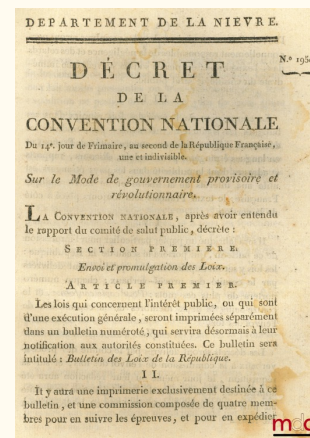 DEPARTEMENT DE LA NIEVRE.
N.º
DÉCRET
DE LA
CONVENTION NATIONALE
Du 14e. jour de Frimaire, au second de la République Française,
une et indivisible.
Sur le Mode de gouvernement provisoire et
révolutionnaire.
LA CONVENTION NATIONALE, après avoir entendu
le rapport du comité de salut public, décrète :
SECTION PREMIERE.
Envoi et promulgation des Loix.
ARTICLE PREMIER.
Les lois qui concernent l'intérêt public, ou qui sont
d'une exécution générale, seront imprimées séparément
dans un bulletin numéroté, qui servira désormais à leur
notification aux autorités constituées. Ce bulletin sera
intitulé : Bulletin des Loix de la République.
II.
Il y aura une imprimerie exclusivement destinée à ce
bulletin, et une commission composée de quatre mem-
bres pour en suivre les épreuves, et pour en expédier